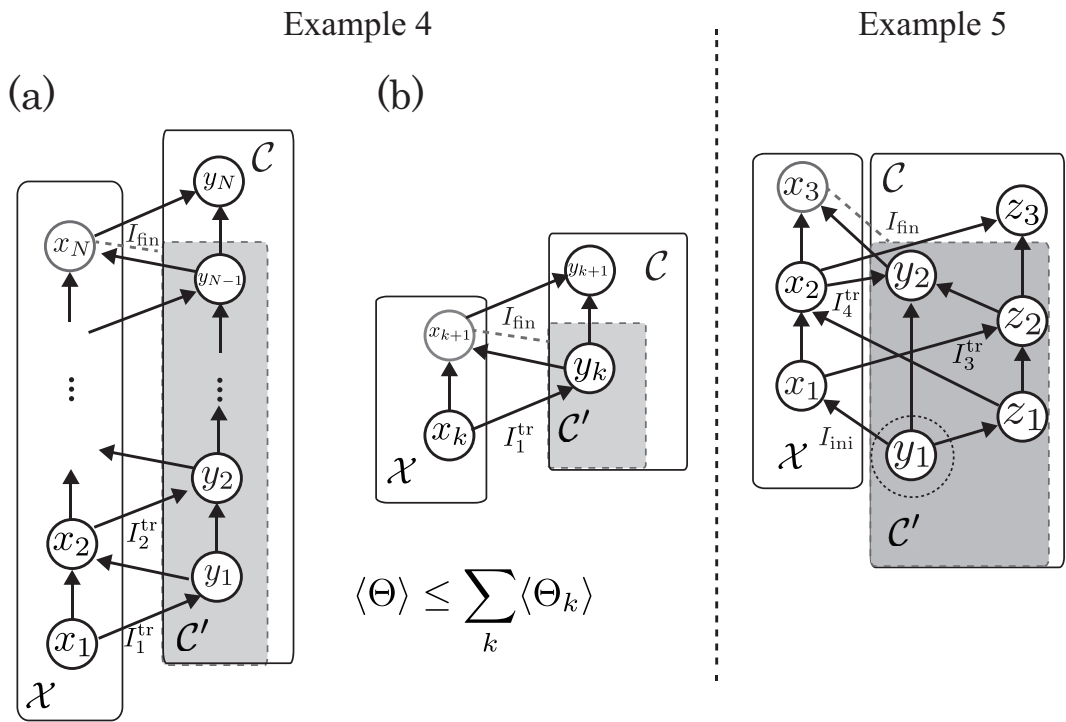 Example 4
(a)
𝒞
y_N
x_N
I_fin
y_{N−1}
⋮
⋮
y_2
I_2^tr
x_2
y_1
I_1^tr
x_1
𝒞′
𝒳
(b)
𝒞
y_{k+1}
x_{k+1}
I_fin
y_k
x_k
I_1^tr
𝒞′
𝒳
⟨Θ⟩ ≤ ∑_k ⟨Θ_k⟩
Example 5
x_3
𝒞
z_3
I_fin
y_2
x_2
I_4^tr
z_2
I_3^tr
x_1
z_1
I_ini
y_1
𝒳
𝒞′